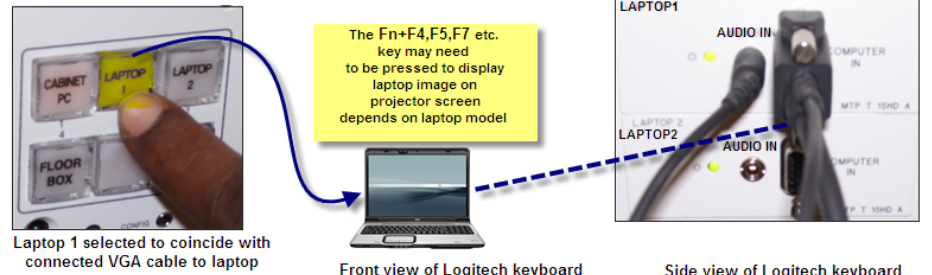 CABINET
PC
4
LAPTOP
1
LAPTOP
2
FLOOR
BOX
CONFIG
Laptop 1 selected to coincide with
connected VGA cable to laptop
The Fn+F4,F5,F7 etc.
key may need
to be pressed to display
laptop image on
projector screen
depends on laptop model
Front view of Logitech keyboard
LAPTOP1
AUDIO IN
COMPUTER
IN
MTP T 15HD A
LAPTOP 2
LAPTOP2
AUDIO IN
COMPUTER
IN
MTP T 15HD A
Side view of Logitech keyboard